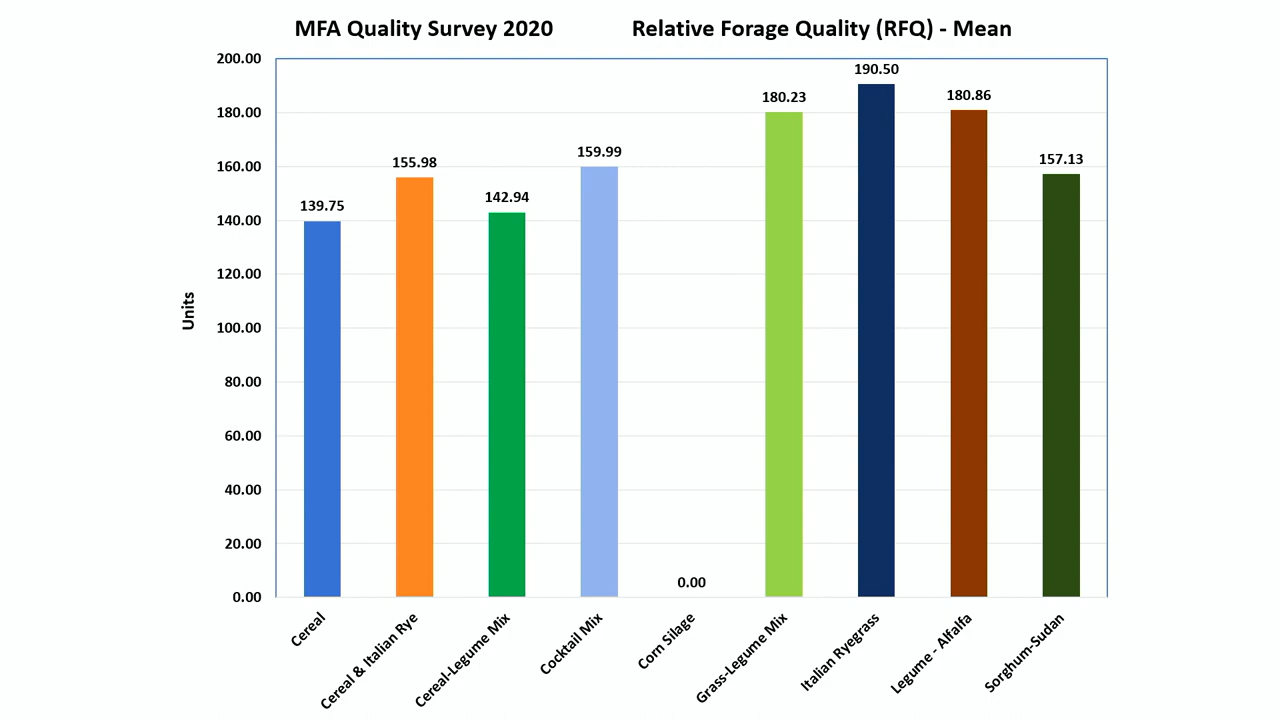 MFA Quality Survey 2020 Relative Forage Quality (RFQ) - Mean
200.00
180.00
160.00
140.00
120.00
100.00
80.00
60.00
40.00
20.00
0.00
Units
139.75
155.98
142.94
159.99
0.00
180.23
190.50
180.86
157.13
Cereal
Cereal & Italian Rye
Cereal-Legume Mix
Cocktail Mix
Corn Silage
Grass-Legume Mix
Italian Ryegrass
Legume - Alfalfa
Sorghum-Sudan